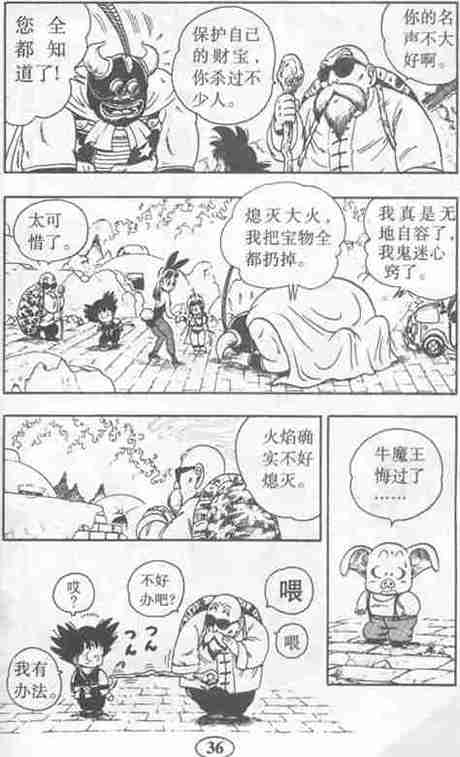 你的名
声不大
好啊。
保护自己
的财宝，
你杀过不
少人。
您全
都知
道了！
我真是无
地自容了，
我鬼迷心
窍了。
熄灭大火，
我把宝物全
都扔掉。
太可
惜了。
牛魔王
悔过了
……
火焰确
实不好
熄灭。
喂
喂
不好
办吧？
哎？
つん
つん
我有
办法。
36